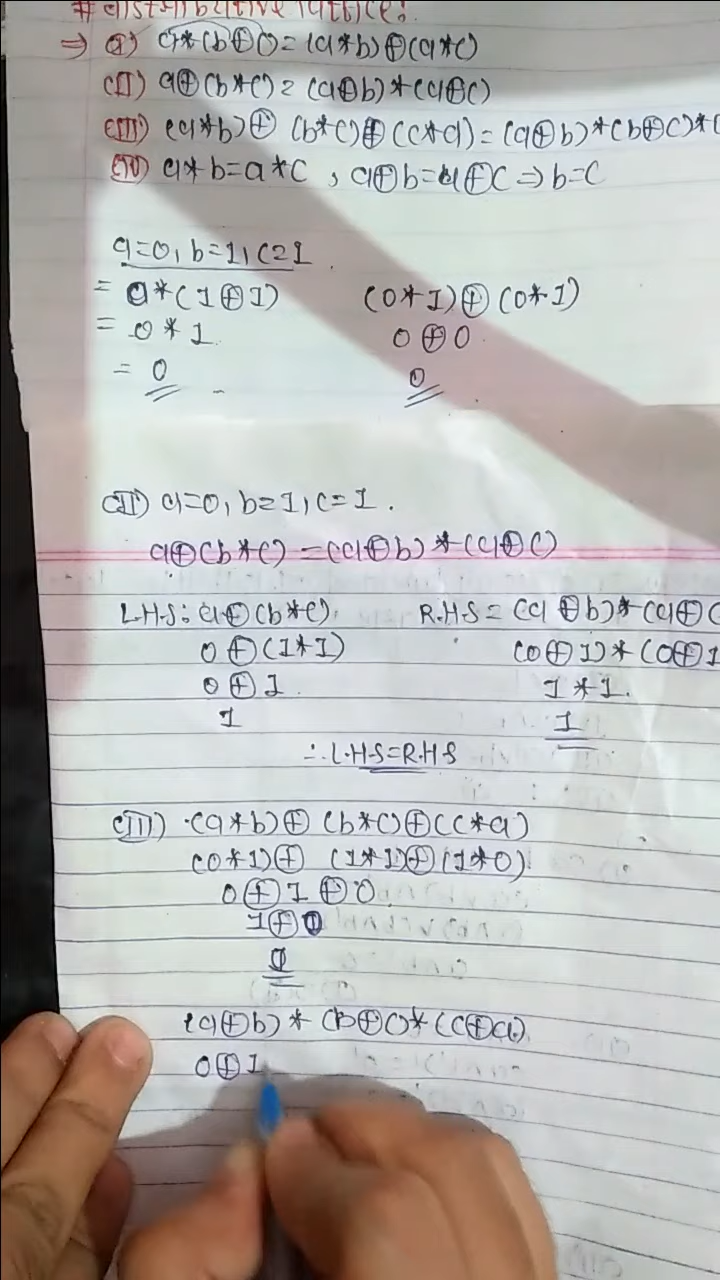 # distributive lattice:
⇒ (I) a*(b⊕c) = (a*b)⊕(a*c)
(II) a⊕(b*c) = (a⊕b)*(a⊕c)
(III) (a*b)⊕ (b*c)⊕(c*a) = (a⊕b)*(b⊕c)*(
(IV) a*b=a*c , a⊕b=a⊕c ⇒ b=c
a=0, b=1, c=1
= 0*(1⊕1)
= 0*1
= 0
(0*1)⊕(0*1)
0⊕0
0
(II) a=0, b=1, c=1.
a⊕(b*c) = (a⊕b)*(a⊕c)
L.H.S: a⊕(b*c).
0⊕(1*1)
0⊕1
1
R.H.S = (a⊕b)*(a⊕c
(0⊕1)*(0⊕1
1*1.
1
∴ L.H.S=R.H.S
(III) (a*b)⊕ (b*c)⊕(c*a)
(0*1)⊕ (1*1)⊕(1*0)
0⊕1⊕0
1⊕0
1
(a⊕b)* (b⊕c)*(c⊕a)
0⊕1